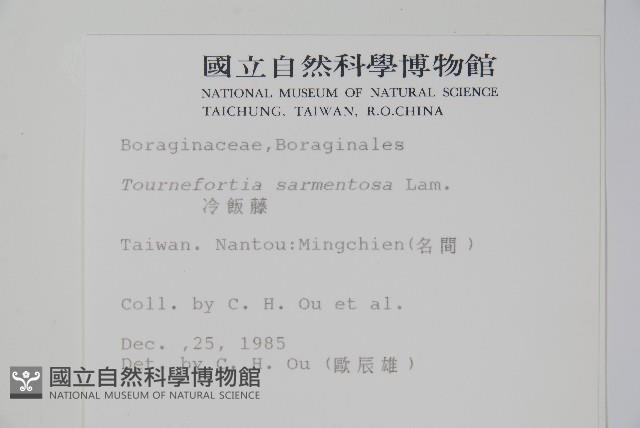 國立自然科學博物館
NATIONAL MUSEUM OF NATURAL SCIENCE
TAICHUNG, TAIWAN, R.O.CHINA
Boraginaceae,Boraginales
Tournefortia sarmentosa Lam.
冷飯藤
Taiwan. Nantou:Mingchien(名間)
Coll. by C. H. Ou et al.
Dec. ,25, 1985
Det. by C. H. Ou (歐辰雄)
國立自然科學博物館
NATIONAL MUSEUM OF NATURAL SCIENCE